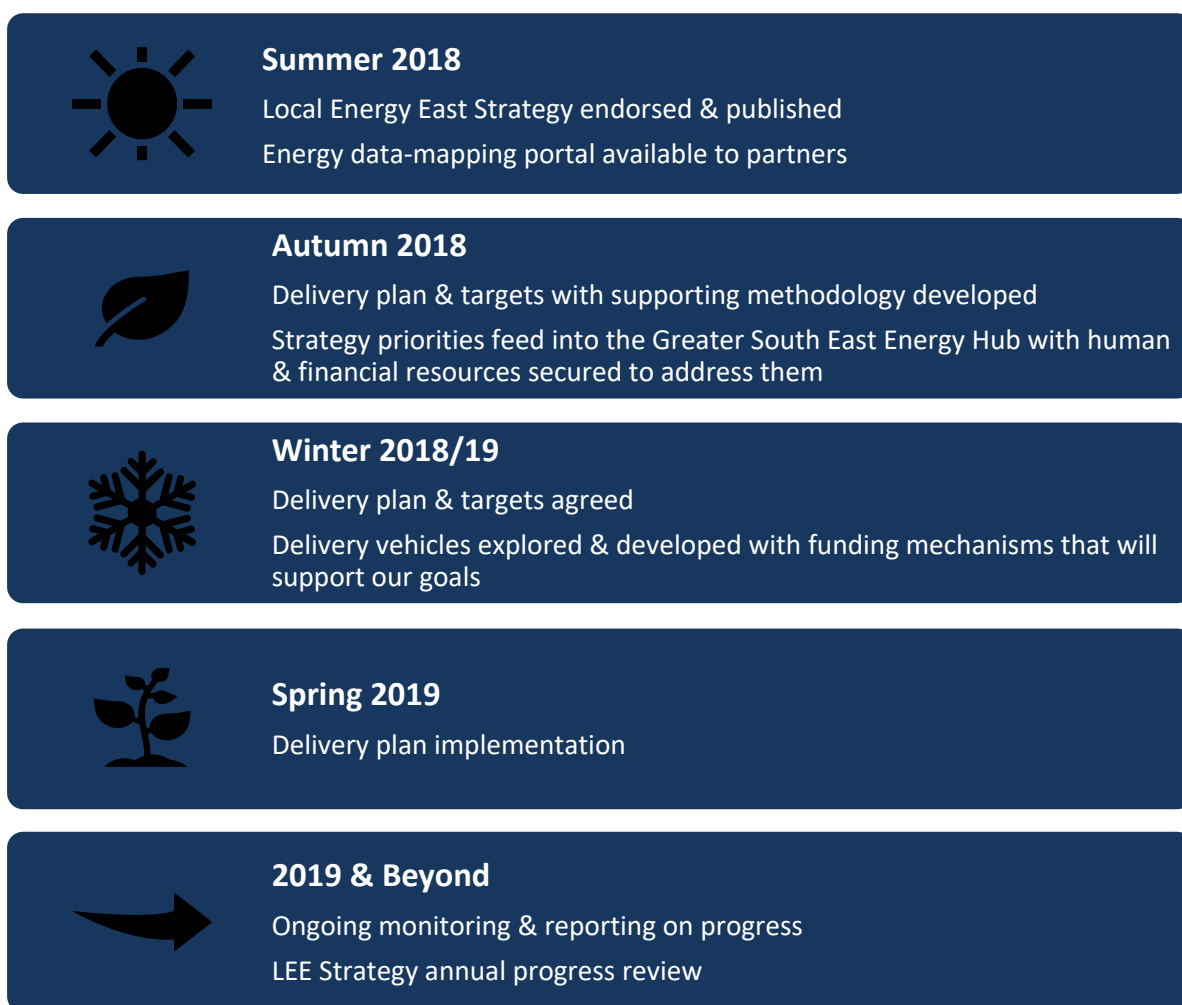 Summer 2018
Local Energy East Strategy endorsed & published
Energy data-mapping portal available to partners
Autumn 2018
Delivery plan & targets with supporting methodology developed
Strategy priorities feed into the Greater South East Energy Hub with human
& financial resources secured to address them
Winter 2018/19
Delivery plan & targets agreed
Delivery vehicles explored & developed with funding mechanisms that will
support our goals
Spring 2019
Delivery plan implementation
2019 & Beyond
Ongoing monitoring & reporting on progress
LEE Strategy annual progress review